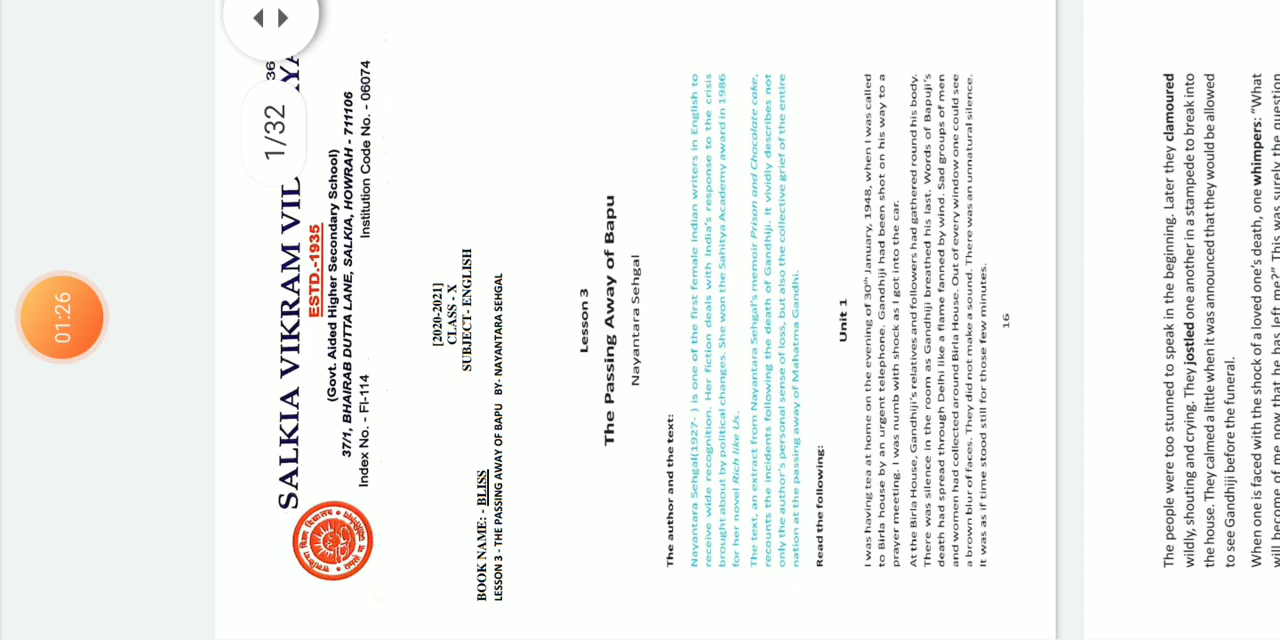 01:26
1/32
36
SALKIA VIKRAM VID YA
ESTD.-1935
(Govt. Aided Higher Secondary School)
37/1, BHAIRAB DUTTA LANE, SALKIA, HOWRAH - 711106
Index No. - FI-114 Institution Code No. - 06074
[2020-2021]
CLASS - X
SUBJECT- ENGLISH
BOOK NAME: - BLISS
LESSON 3 - THE PASSING AWAY OF BAPU BY- NAYANTARA SEHGAL
Lesson 3
The Passing Away of Bapu
Nayantara Sehgal
The author and the text:
Nayantara Sehgal(1927- ) is one of the first female Indian writers in English to
receive wide recognition. Her fiction deals with India's response to the crisis
brought about by political changes. She won the Sahitya Academy award in 1986
for her novel Rich like Us.
The text, an extract from Nayantara Sehgal's memoir Prison and Chocolate cake,
recounts the incidents following the death of Gandhiji. It vividly describes not
only the author's personal sense of loss, but also the collective grief of the entire
nation at the passing away of Mahatma Gandhi.
Read the following:
Unit 1
I was having tea at home on the evening of 30th January, 1948, when I was called
to Birla house by an urgent telephone. Gandhiji had been shot on his way to a
prayer meeting. I was numb with shock as I got into the car.
At the Birla House, Gandhiji's relatives and followers had gathered round his body.
There was silence in the room as Gandhiji breathed his last. Words of Bapuji's
death had spread through Delhi like a flame fanned by wind. Sad groups of men
and women had collected around Birla House. Out of every window one could see
a brown blur of faces. They did not make a sound. There was an unnatural silence.
It was as if time stood still for those few minutes.
16
The people were too stunned to speak in the beginning. Later they clamoured
wildly, shouting and crying. They jostled one another in a stampede to break into
the house. They calmed a little when it was announced that they would be allowed
to see Gandhiji before the funeral.
When one is faced with the shock of a loved one's death, one whimpers: "What
will become of me now that he has left me?" This was surely the question